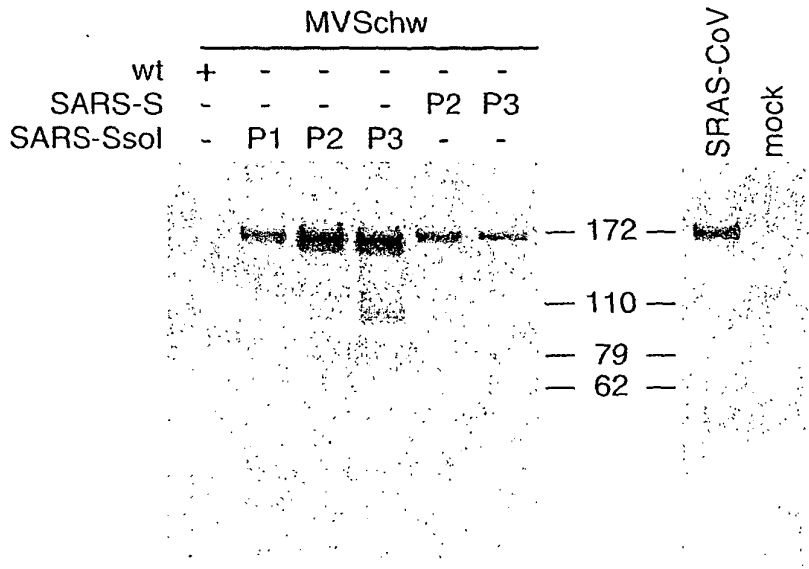 MVSchw
wt + - - - - -
SARS-S - - - - P2 P3
SARS-Ssol - P1 P2 P3 - -
SRAS-CoV
mock
— 172 —
— 110 —
— 79 —
— 62 —